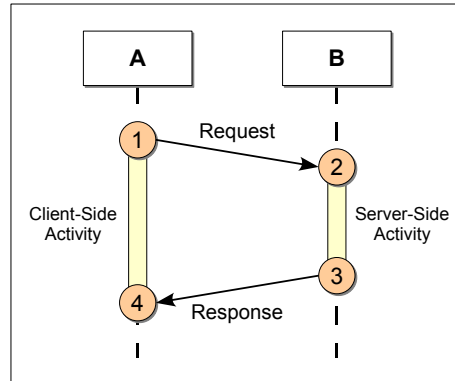 A
B
1
Request
2
Client-Side
Activity
Server-Side
Activity
3
4
Response